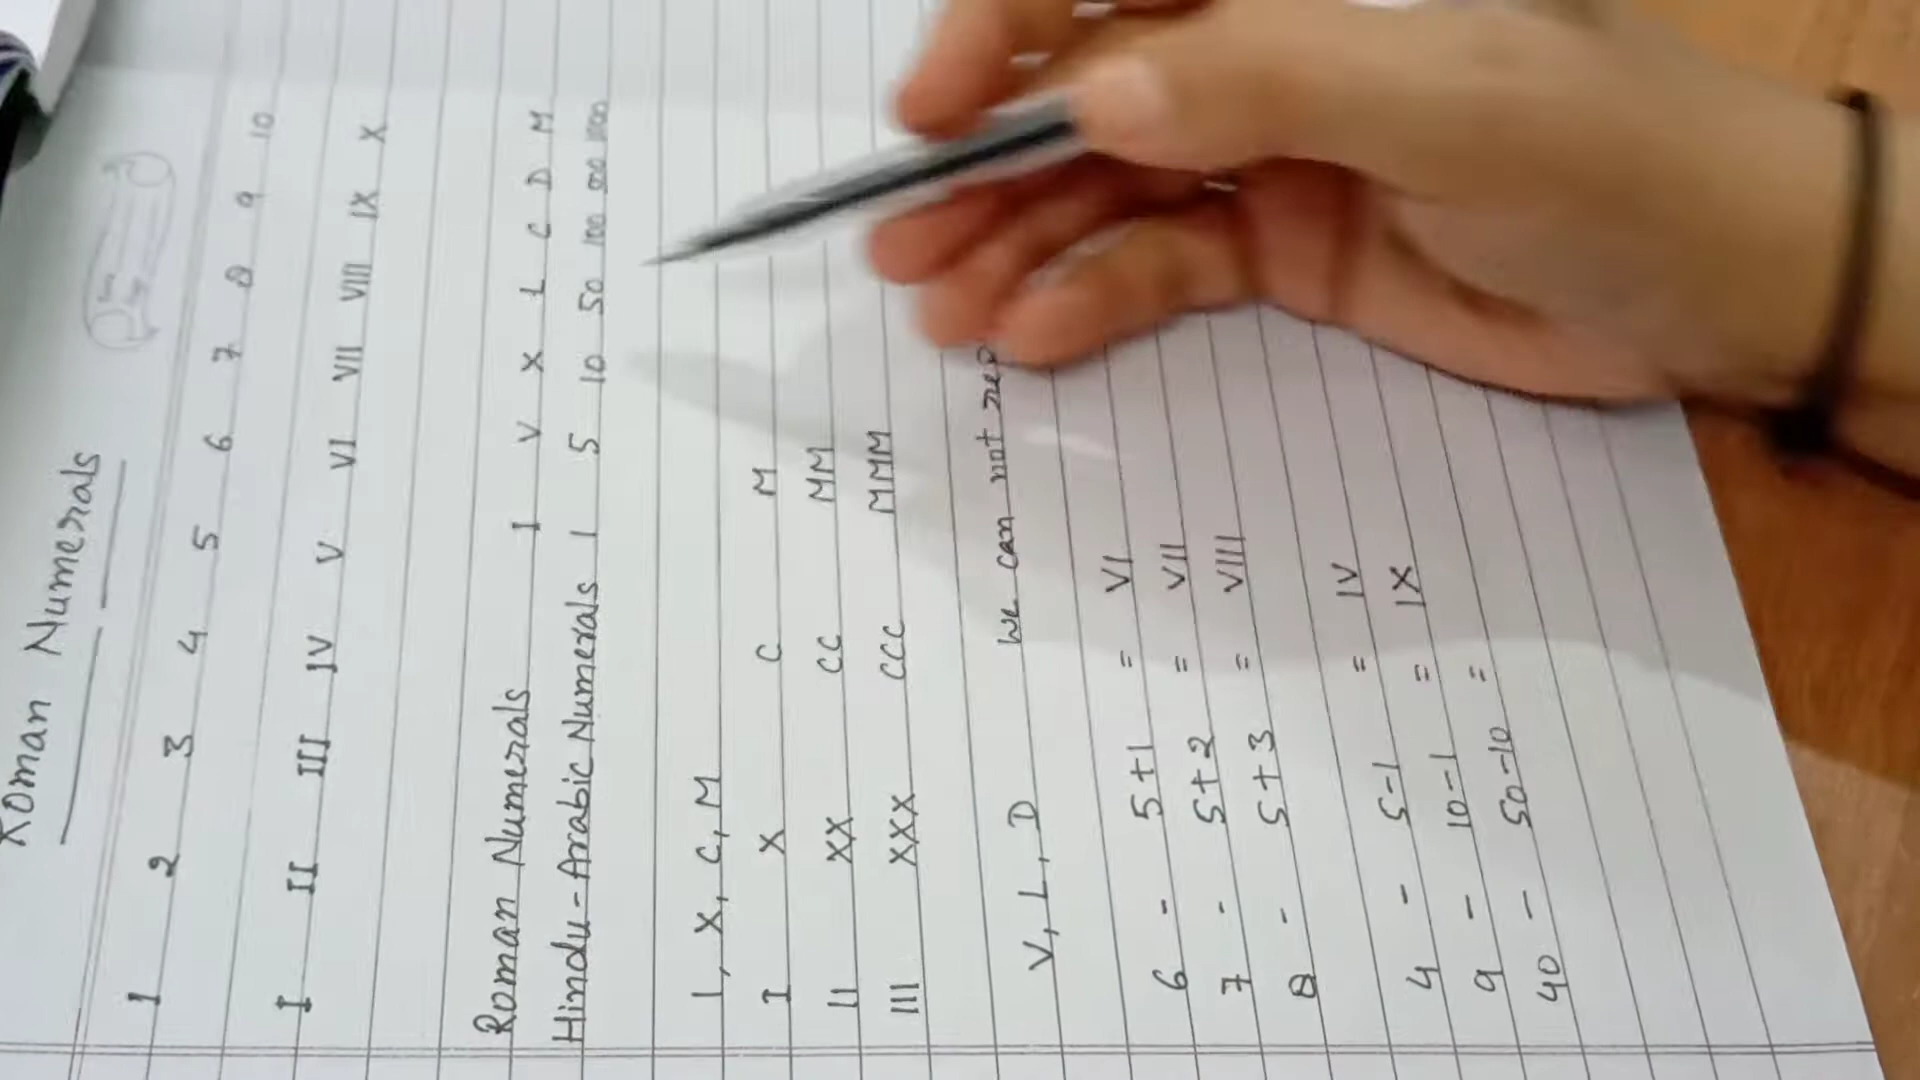 Roman Numerals
1 2 3 4 5 6 7 8 9 10
I II III IV V VI VII VIII IX X
Roman Numerals I V X L C D M
Hindu-Arabic Numerals 1 5 10 50 100 500 1000
I, X, C, M
I X C M
II XX CC MM
III XXX CCC MMM
V, L, D We can not
6 - 5+1 = VI
7 - 5+2 = VII
8 - 5+3 = VIII
4 - 5-1 = IV
9 - 10-1 = IX
40 - 50-10 =